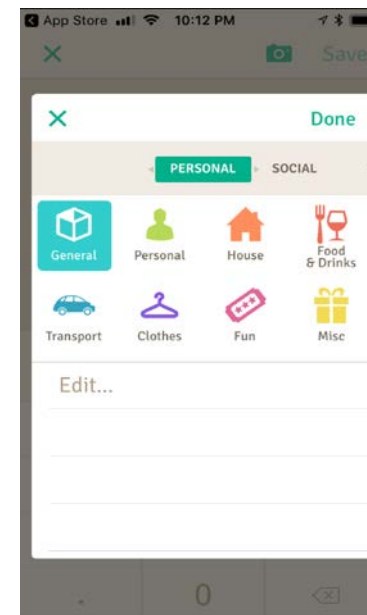 App Store 10:12 PM
Save
Done
PERSONAL SOCIAL
General Personal House Food
& Drinks
Transport Clothes Fun Misc
Edit...
. 0